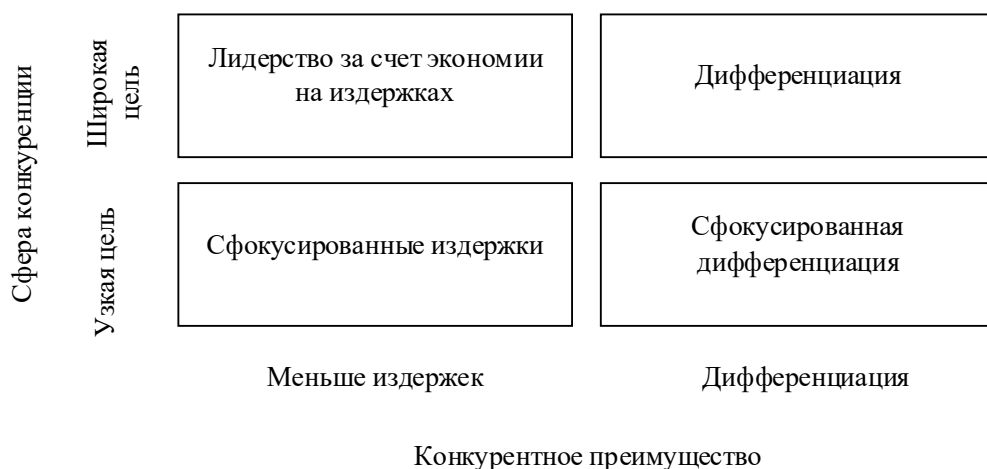 Сфера конкуренции
Широкая
цель
Лидерство за счет экономии
на издержках
Дифференциация
Узкая цель
Сфокусированные издержки
Сфокусированная
дифференциация
Меньше издержек
Дифференциация
Конкурентное преимущество